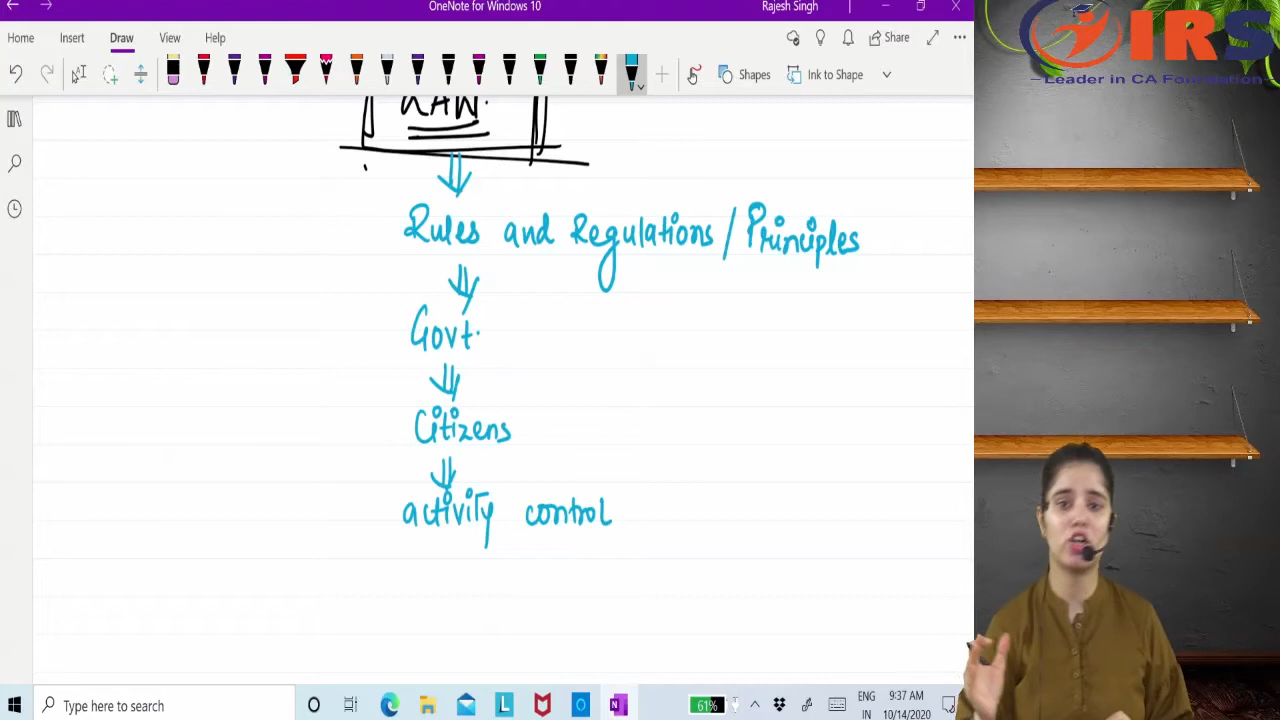 OneNote for Windows 10
Rajesh Singh
IRS
Home Insert Draw View Help
Share
Shapes Ink to Shape
–Leader in CA Foundation–
LAW.
Rules and Regulations / Principles
Govt.
Citizens
activity control
Type here to search
61%
ENG 9:37 AM
IN 10/14/2020